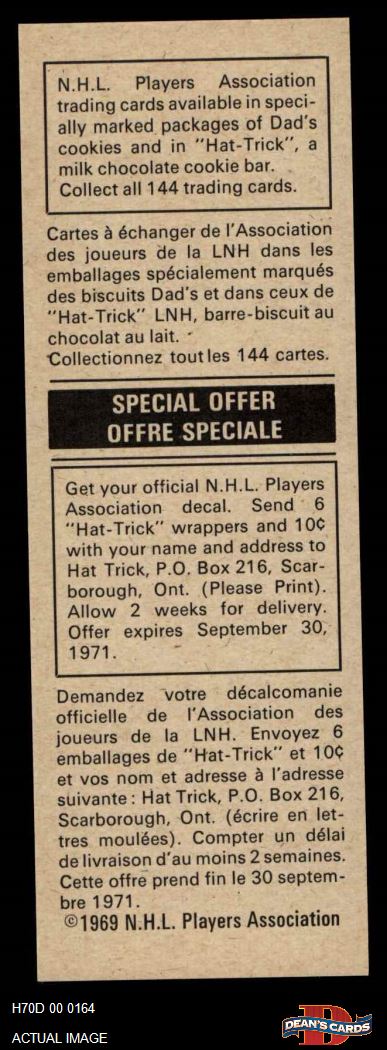 N.H.L. Players Association
trading cards available in speci-
ally marked packages of Dad's
cookies and in "Hat-Trick", a
milk chocolate cookie bar.
Collect all 144 trading cards.
Cartes à échanger de l'Association
des joueurs de la LNH dans les
emballages spécialement marqués
des biscuits Dad's et dans ceux de
"Hat-Trick" LNH, barre-biscuit au
chocolat au lait.
Collectionnez tout les 144 cartes.
SPECIAL OFFER
OFFRE SPECIALE
Get your official N.H.L. Players
Association decal. Send 6
"Hat-Trick" wrappers and 10¢
with your name and address to
Hat Trick, P.O. Box 216, Scar-
borough, Ont. (Please Print).
Allow 2 weeks for delivery.
Offer expires September 30,
1971.
Demandez votre décalcomanie
officielle de l'Association des
joueurs de la LNH. Envoyez 6
emballages de "Hat-Trick" et 10¢
et vos nom et adresse à l'adresse
suivante: Hat Trick, P.O. Box 216,
Scarborough, Ont. (écrire en let-
tres moulées). Compter un délai
de livraison d'au moins 2 semaines.
Cette offre prend fin le 30 septem-
bre 1971.
©1969 N.H.L. Players Association
H70D 00 0164
ACTUAL IMAGE
D
DEAN'S CARDS